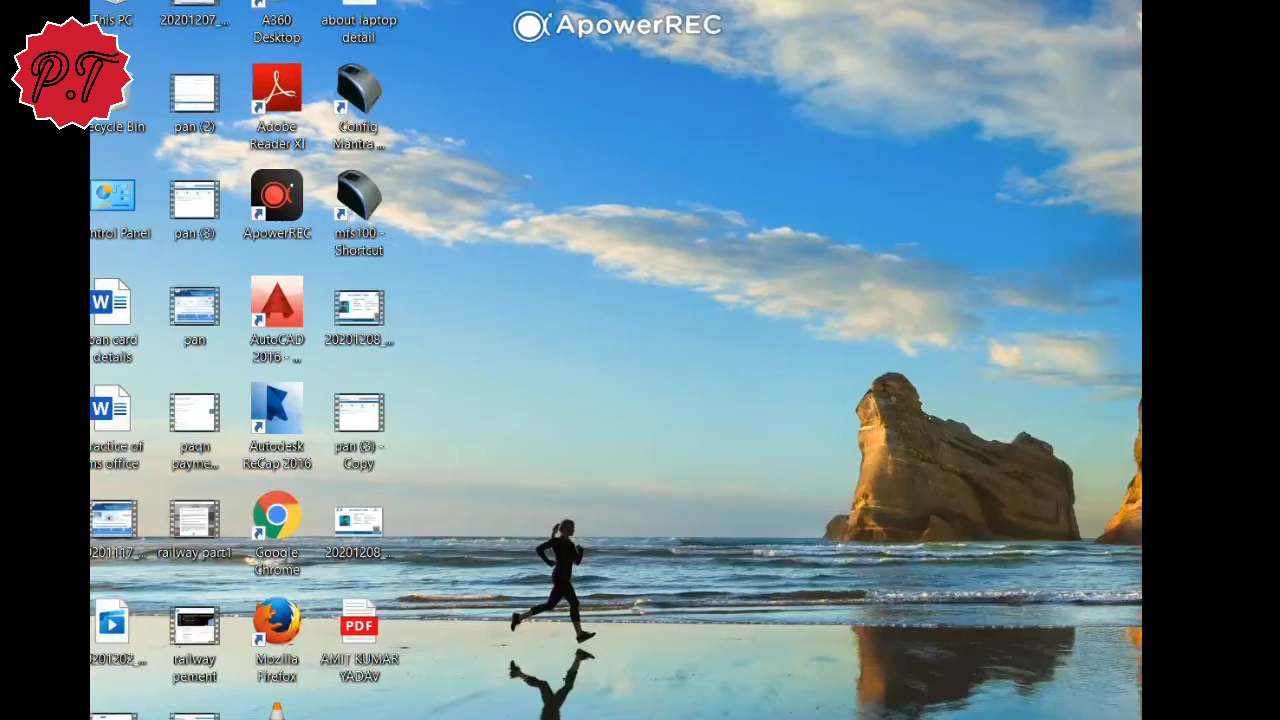 P.T
ApowerREC
This PC
20201207_...
A360
Desktop
about laptop
detail
ecycle Bin
pan (2)
Adobe
Reader XI
Config
Mantra ...
ntrol Panel
pan (3)
ApowerREC
mfs100 -
Shortcut
pan card
details
pan
AutoCAD
2016 - ...
20201208_...
ractice of
ms office
paqn
payme...
Autodesk
ReCap 2016
pan (3) -
Copy
201117_...
railway part1
Google
Chrome
20201208_...
201202_...
railway
pement
Mozilla
Firefox
PDF
AMIT KUMAR
YADAV